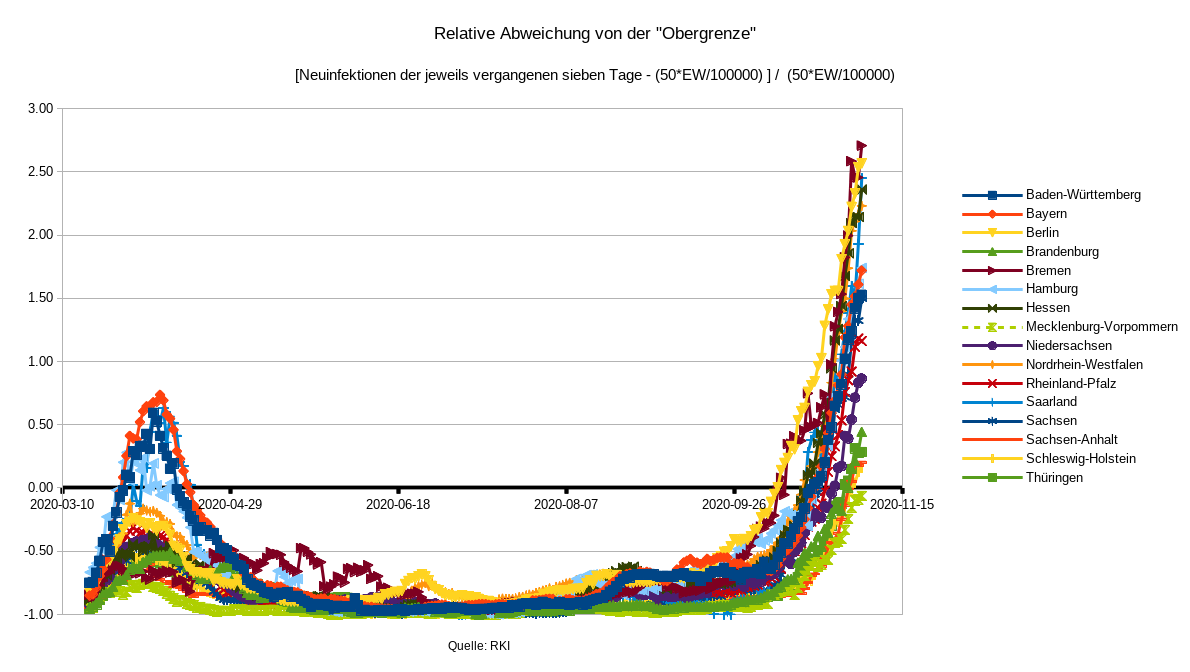 Relative Abweichung von der "Obergrenze"
[Neuinfektionen der jeweils vergangenen sieben Tage - (50*EW/100000) ] / (50*EW/100000)
3.00
2.50
2.00
1.50
1.00
0.50
0.00
-0.50
-1.00
2020-03-10
2020-04-29
2020-06-18
2020-08-07
2020-09-26
2020-11-15
Baden-Württemberg
Bayern
Berlin
Brandenburg
Bremen
Hamburg
Hessen
Mecklenburg-Vorpommern
Niedersachsen
Nordrhein-Westfalen
Rheinland-Pfalz
Saarland
Sachsen
Sachsen-Anhalt
Schleswig-Holstein
Thüringen
Quelle: RKI